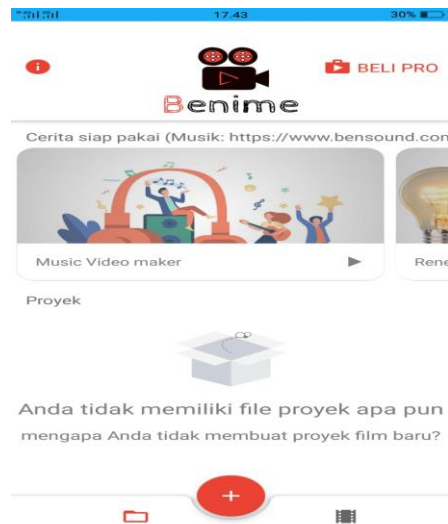 17.43
30%
BELI PRO
Benime
Cerita siap pakai (Musik: https://www.bensound.con
Music Video maker
Rene
Proyek
Anda tidak memiliki file proyek apa pun
mengapa Anda tidak membuat proyek film baru?